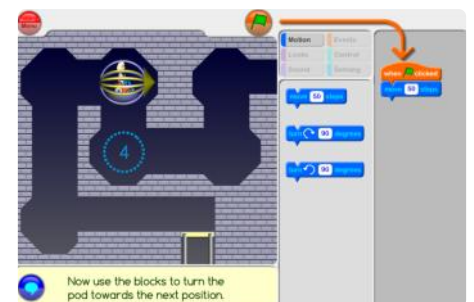 Menu
Motion
Events
Looks
Control
Sound
Sensing
when clicked
move 50 steps
move 50 steps
turn 90 degrees
4
turn 90 degrees
Now use the blocks to turn the
pod towards the next position.